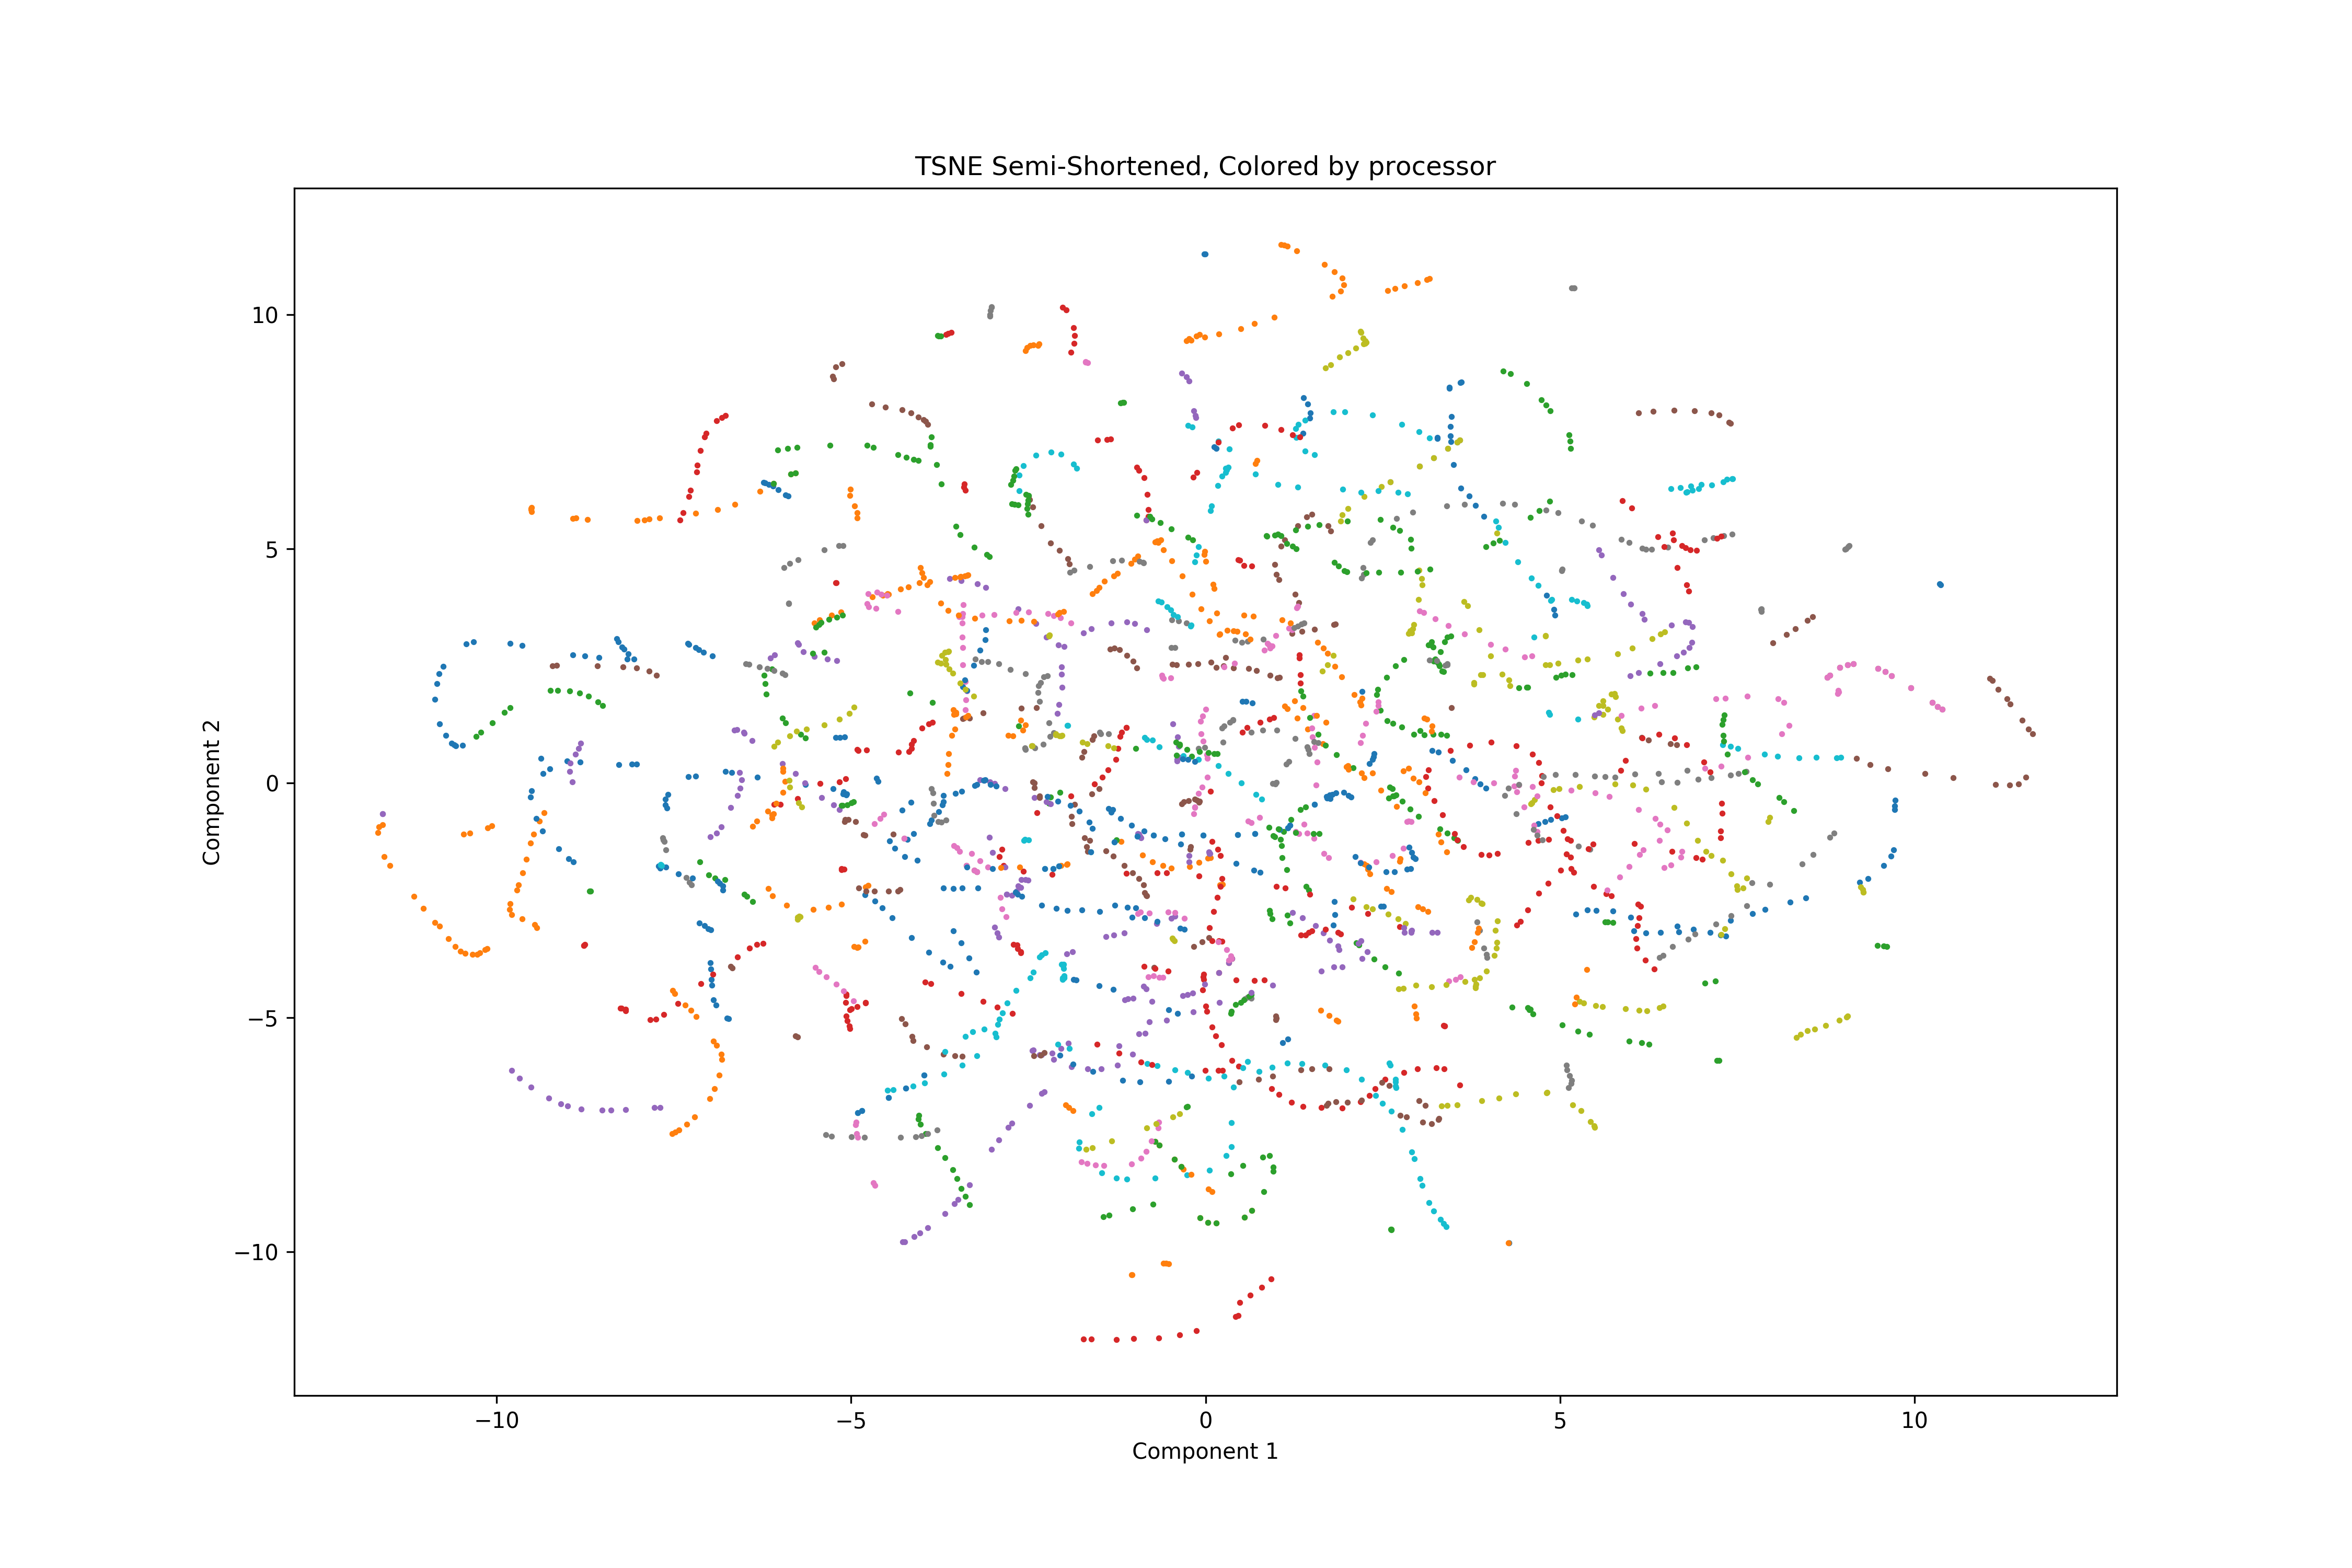 TSNE Semi-Shortened, Colored by processor
10
5
0
−5
−10
Component 2
−10 −5 0 5 10
Component 1